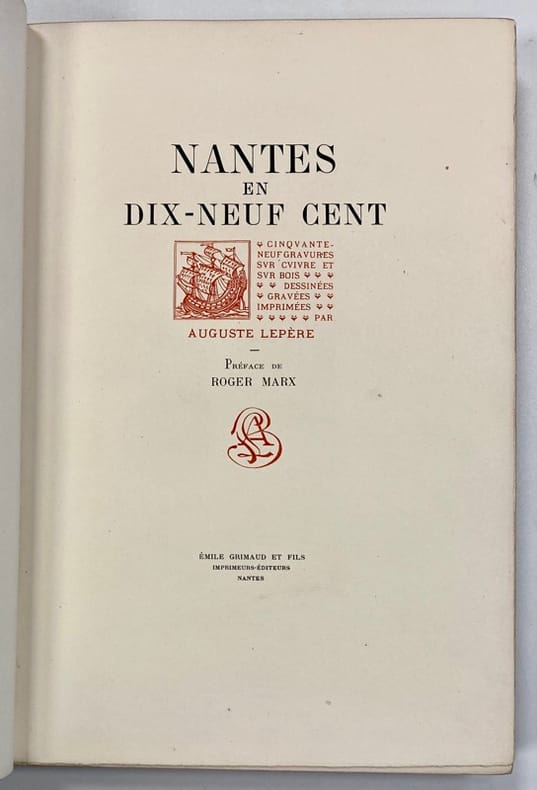 NANTES
EN
DIX-NEUF CENT
CINQVANTE-
NEUF GRAVURES
SVR CVIVRE ET
SVR BOIS
DESSINÉES
GRAVÉES
IMPRIMÉES
PAR
AUGUSTE LEPÈRE
—
PRÉFACE DE
ROGER MARX
ÉMILE GRIMAUD ET FILS
IMPRIMEURS-ÉDITEURS
NANTES